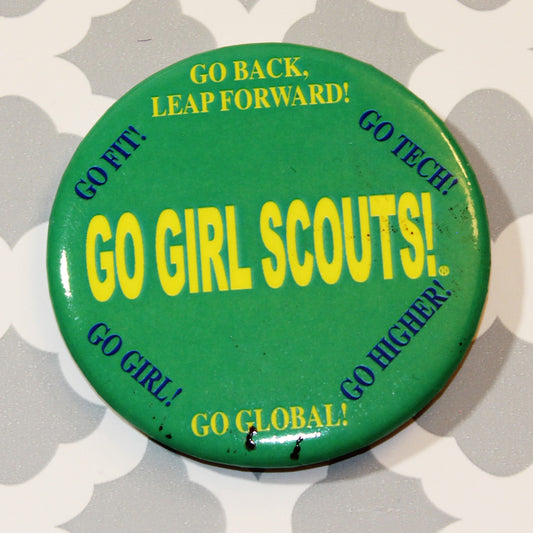 GO BACK,
LEAP FORWARD!
GO FIT!
GO TECH!
GO GIRL SCOUTS!®
GO GIRL!
GO HIGHER!
GO GLOBAL!